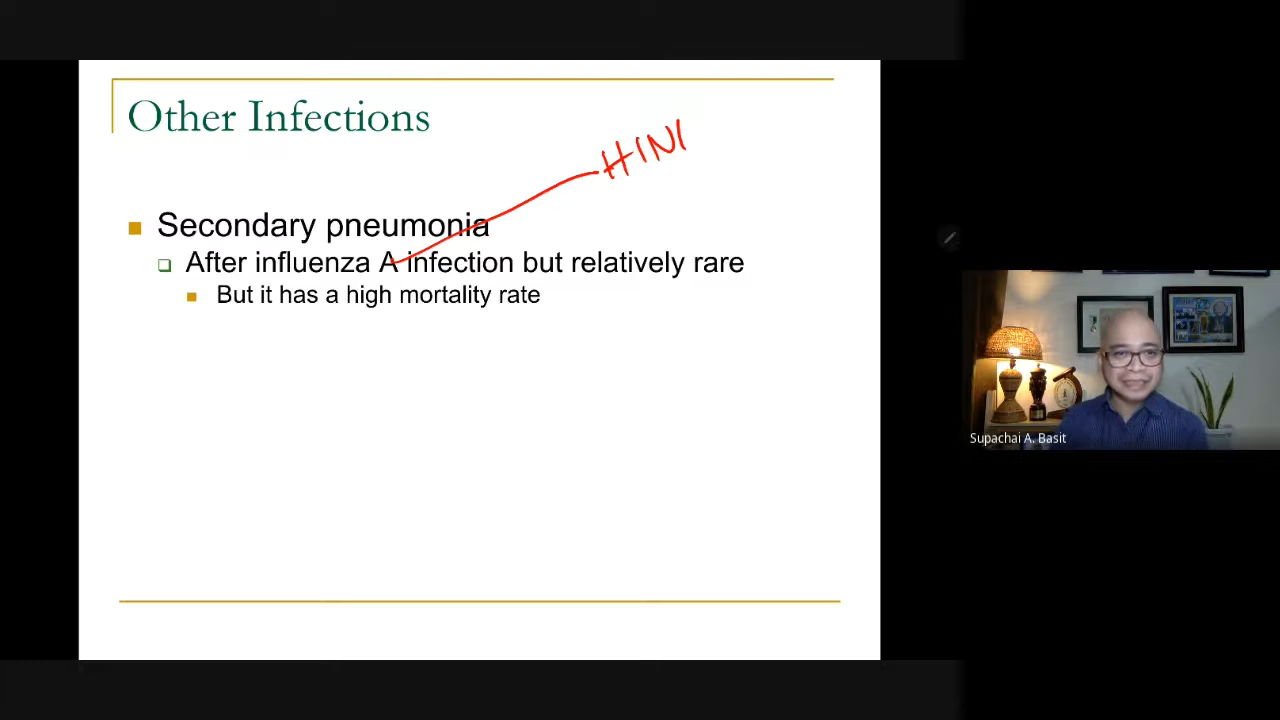 Other Infections
H1N1
Secondary pneumonia
After influenza A infection but relatively rare
But it has a high mortality rate
Supachai A. Basit